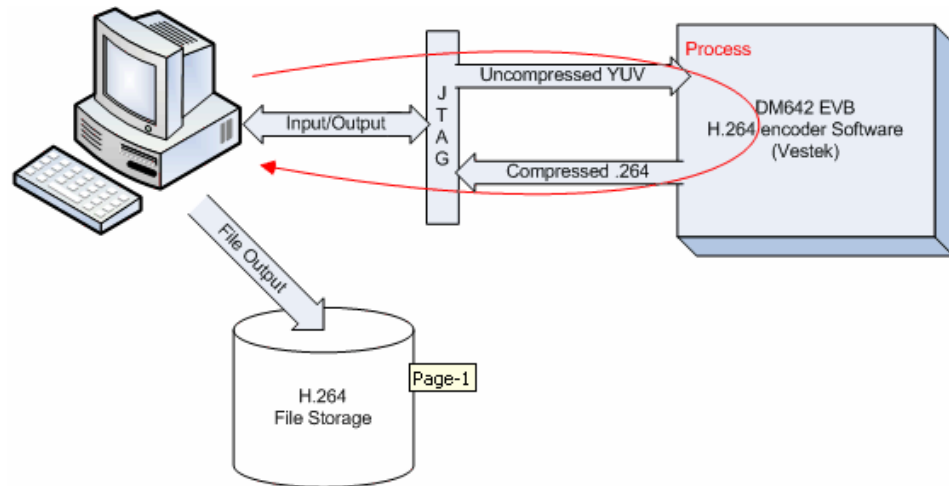 Process
Uncompressed YUV
JTAG
Input/Output
DM642 EVB
H.264 encoder Software
(Vestek)
Compressed .264
File Output
Page-1
H.264
File Storage